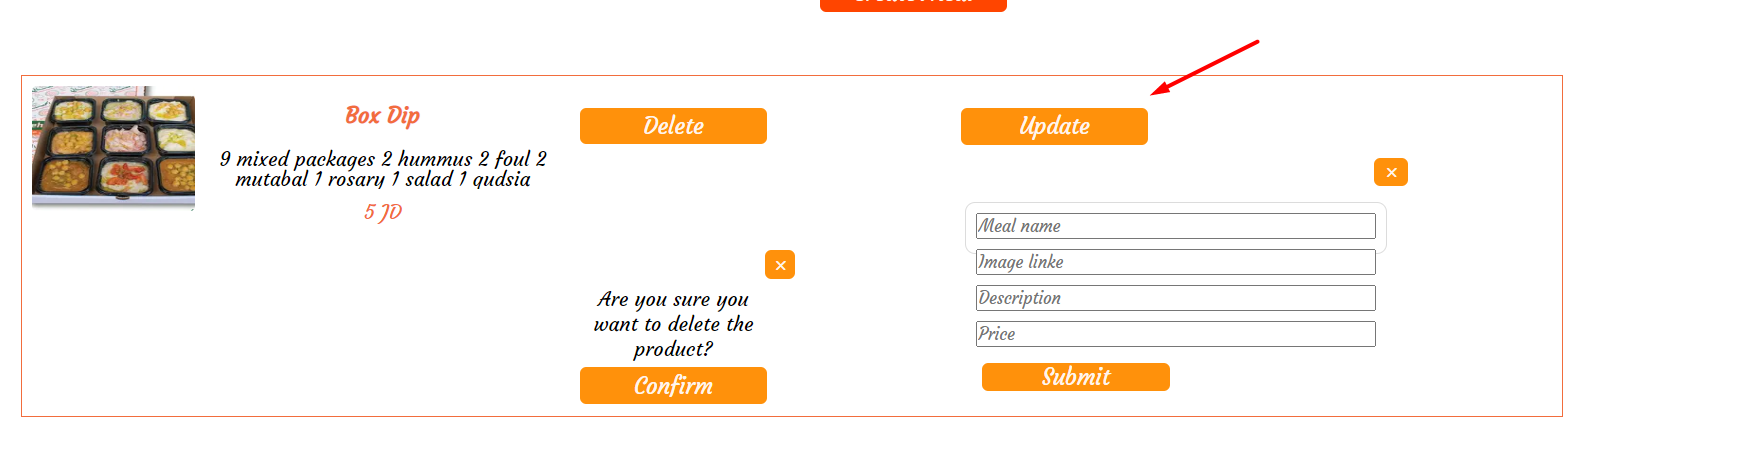 Box Dip
9 mixed packages 2 hummus 2 foul 2
mutabal 1 rosary 1 salad 1 qudsia
5 JD
Delete
×
Are you sure you
want to delete the
product?
Confirm
Update
×
Meal name
Image linke
Description
Price
Submit